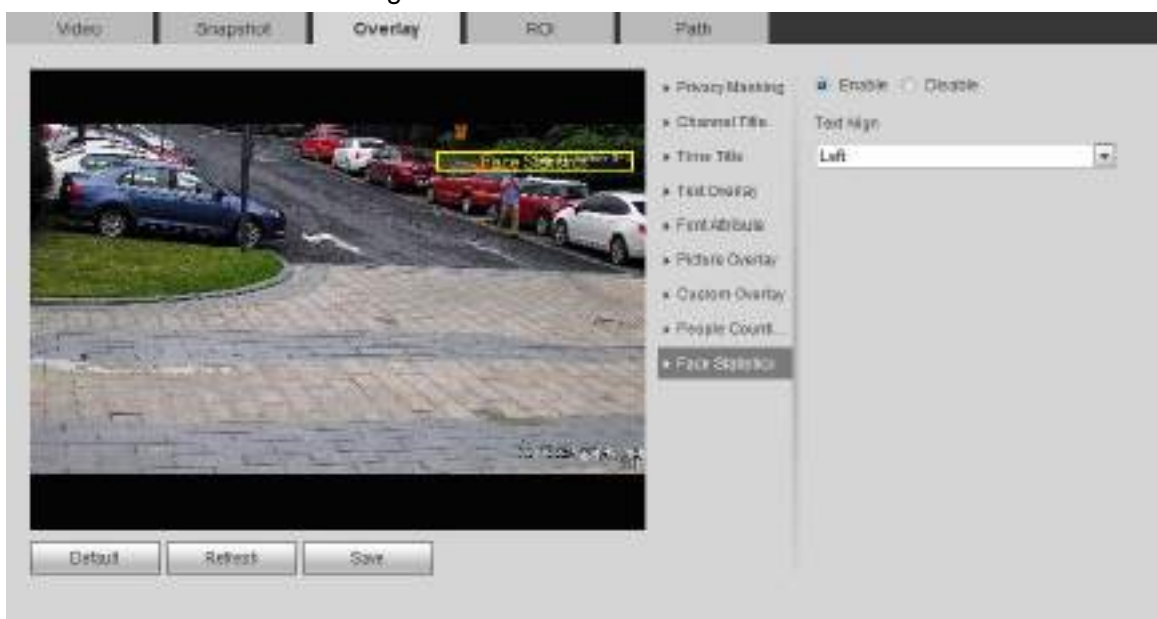 Video Snapshot Overlay ROI Path
Privacy Masking
Channel Title
Time Title
Text Overlay
Font Attribute
Picture Overlay
Custom Overlay
People Counti...
Face Statistics
Enable Disable
Text Align
Left
Face Statistics
Default Refresh Save